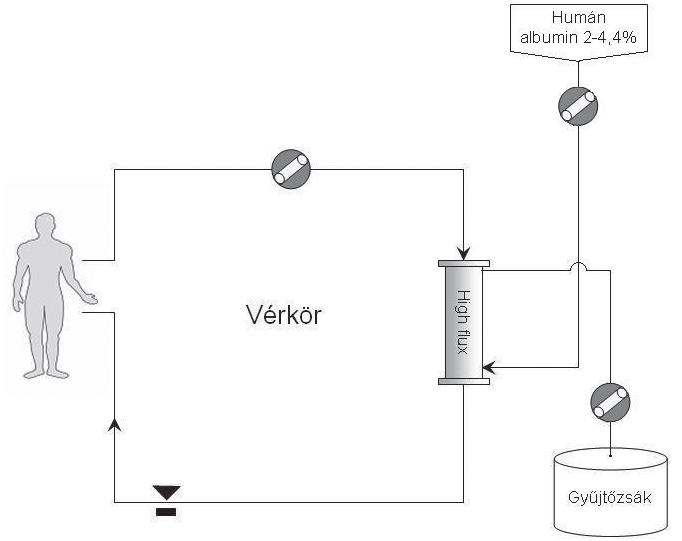 Humán
albumin 2-4,4%
Vérkör
High flux
Gyűjtőzsák